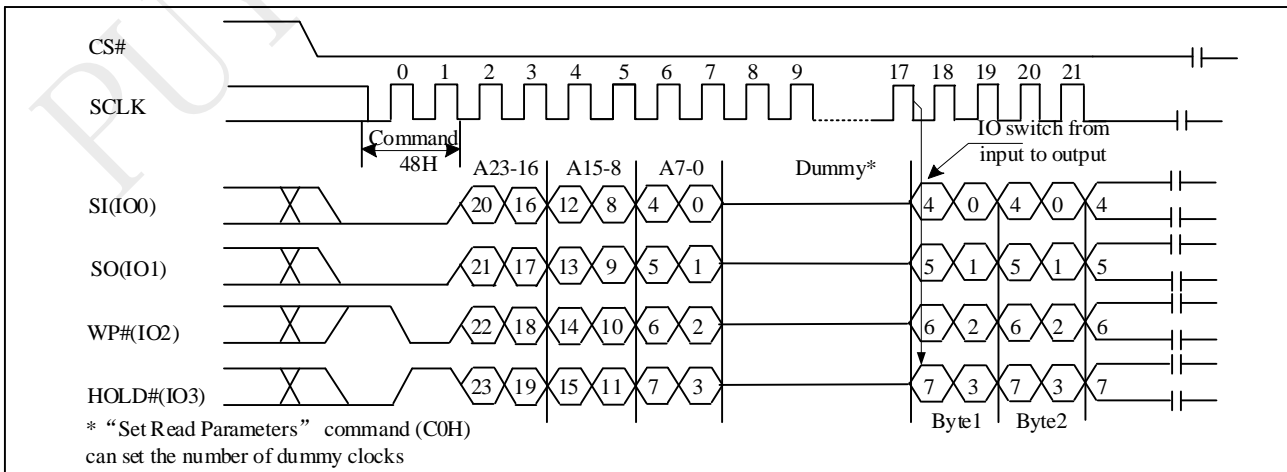 PUY
CS#
0 1 2 3 4 5 6 7 8 9 17 18 19 20 21
SCLK
Command
48H
IO switch from
input to output
A23-16 A15-8 A7-0 Dummy*
SI(IO0) 20 16 12 8 4 0 4 0 4 0 4
SO(IO1) 21 17 13 9 5 1 5 1 5 1 5
WP#(IO2) 22 18 14 10 6 2 6 2 6 2 6
HOLD#(IO3) 23 19 15 11 7 3 7 3 7 3 7
Byte1 Byte2
* “Set Read Parameters” command (C0H)
can set the number of dummy clocks